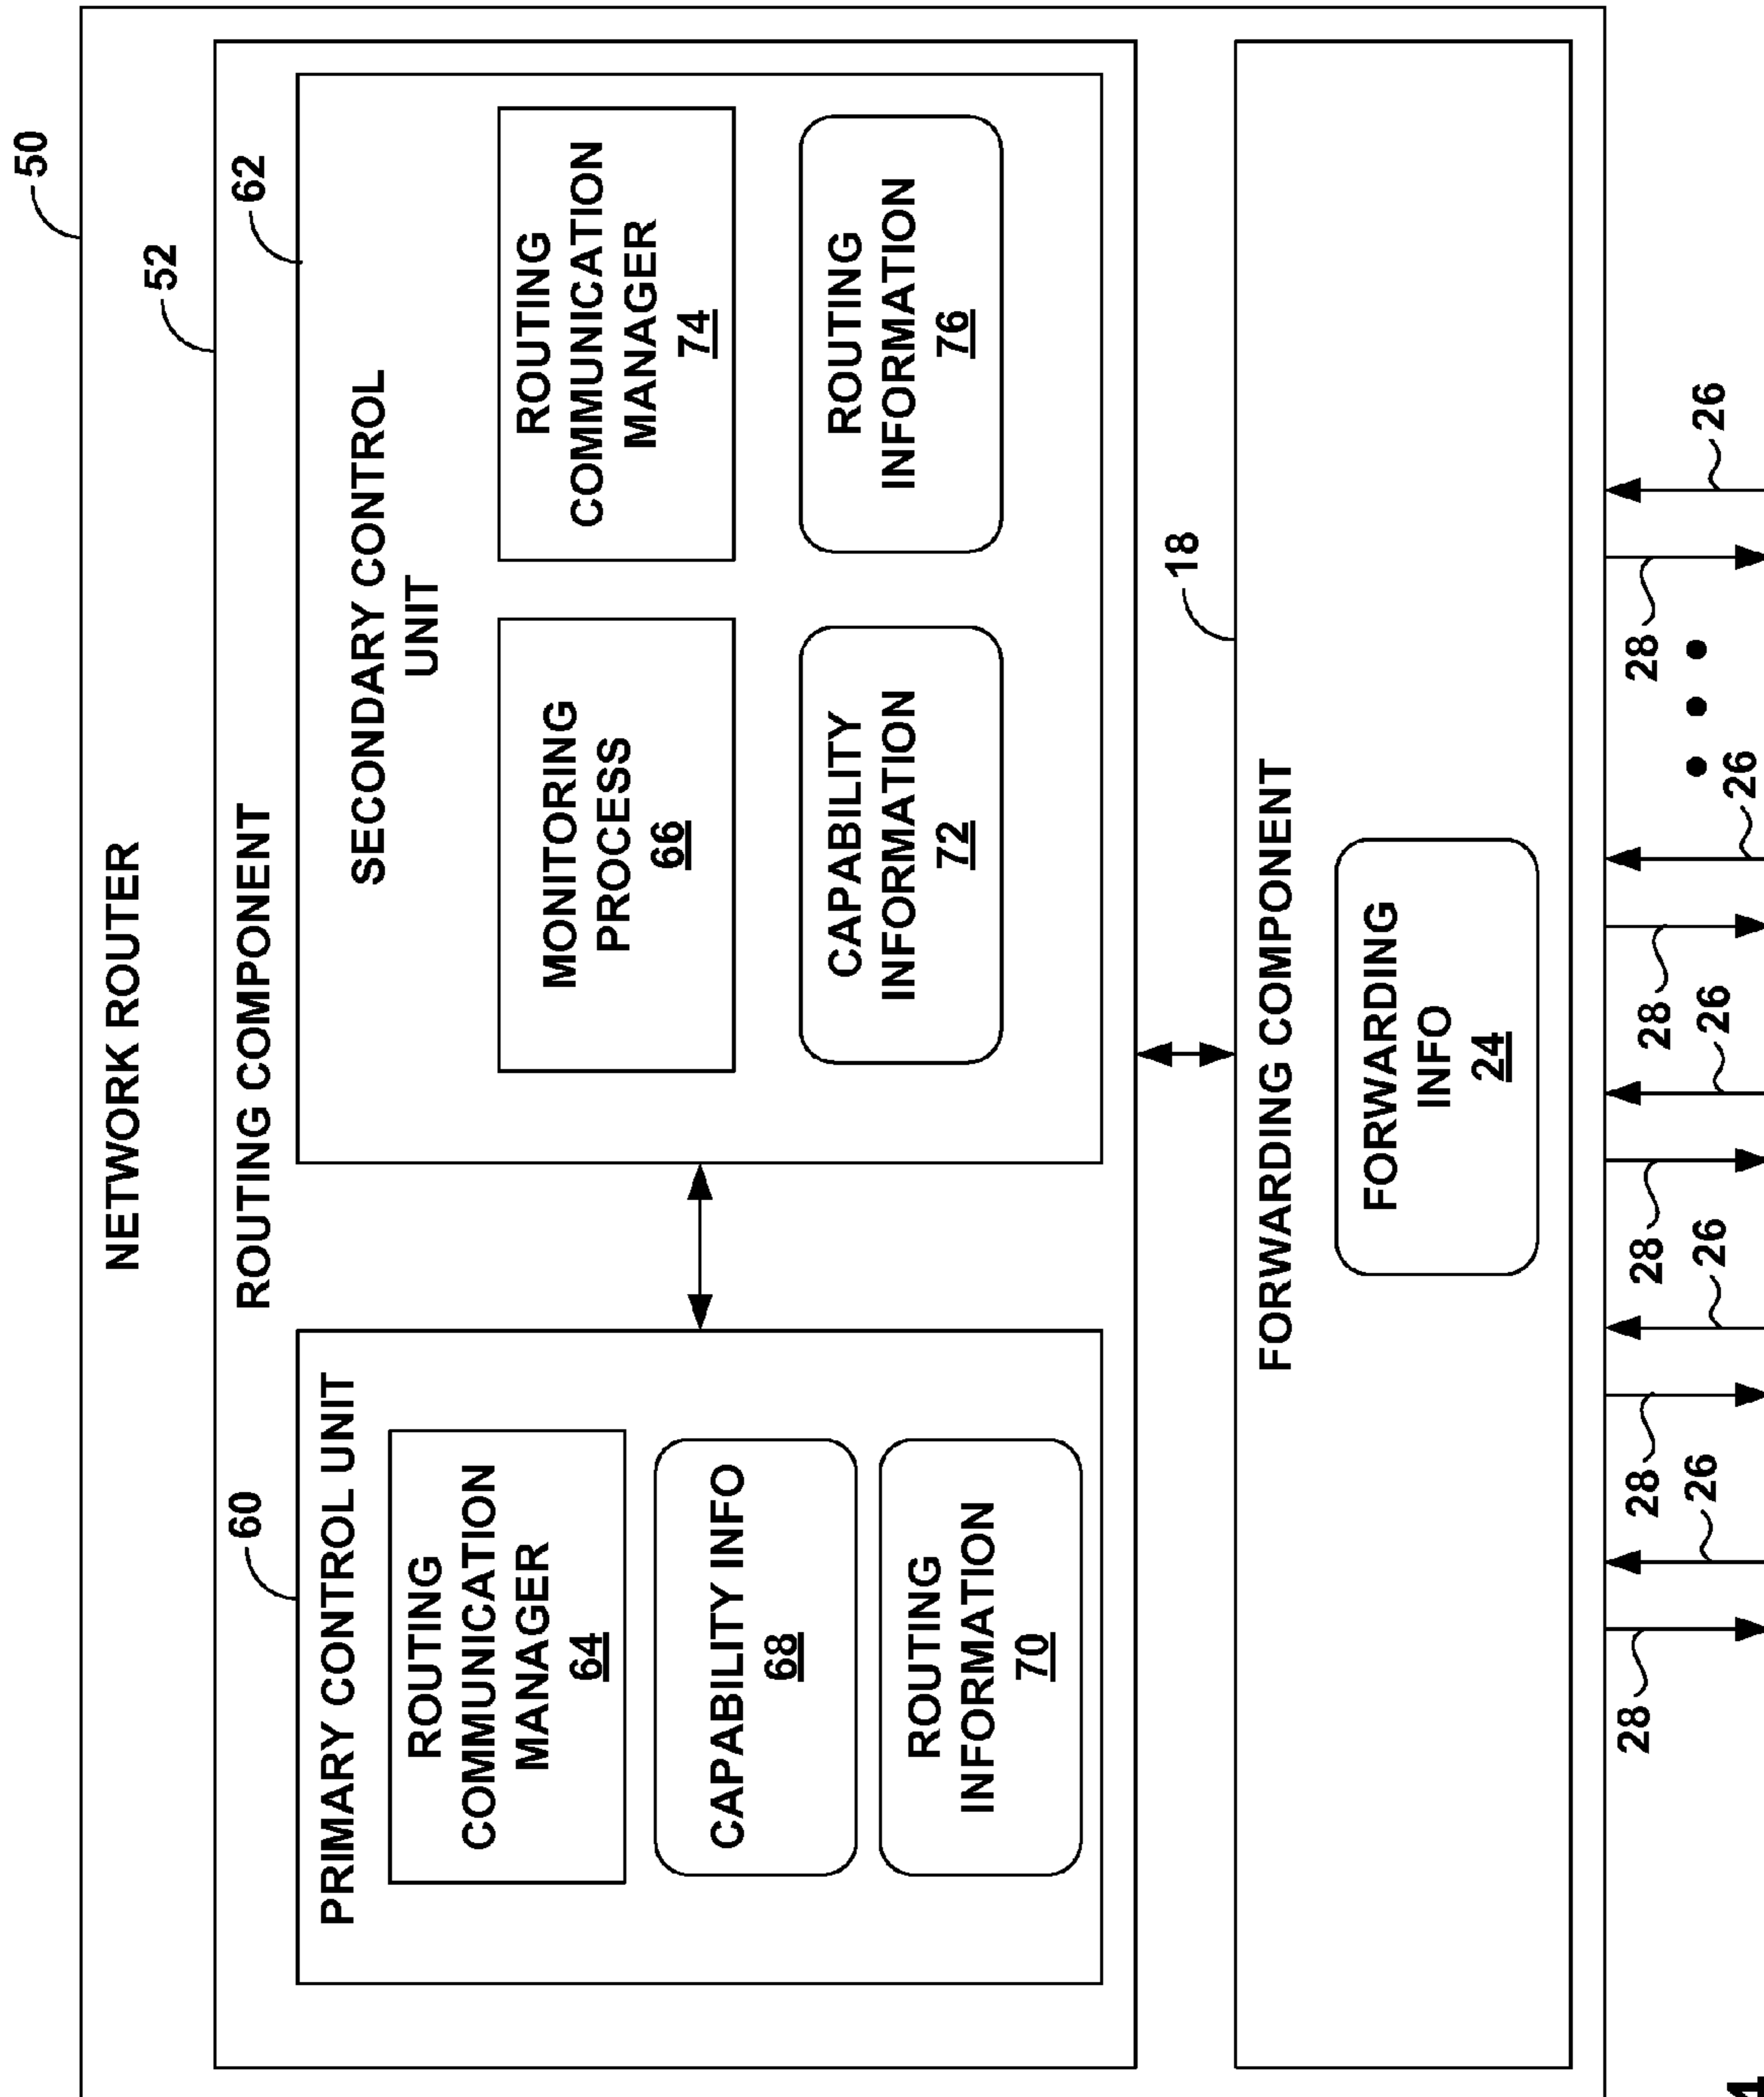 50
NETWORK ROUTER
52
ROUTING COMPONENT
60
PRIMARY CONTROL UNIT
ROUTING
COMMUNICATION
MANAGER
64
CAPABILITY INFO
68
ROUTING
INFORMATION
70
62
SECONDARY CONTROL
UNIT
MONITORING
PROCESS
66
ROUTING
COMMUNICATION
MANAGER
74
CAPABILITY
INFORMATION
72
ROUTING
INFORMATION
76
18
FORWARDING COMPONENT
FORWARDING
INFO
24
28
26
28
26
28
26
28
26
28
26